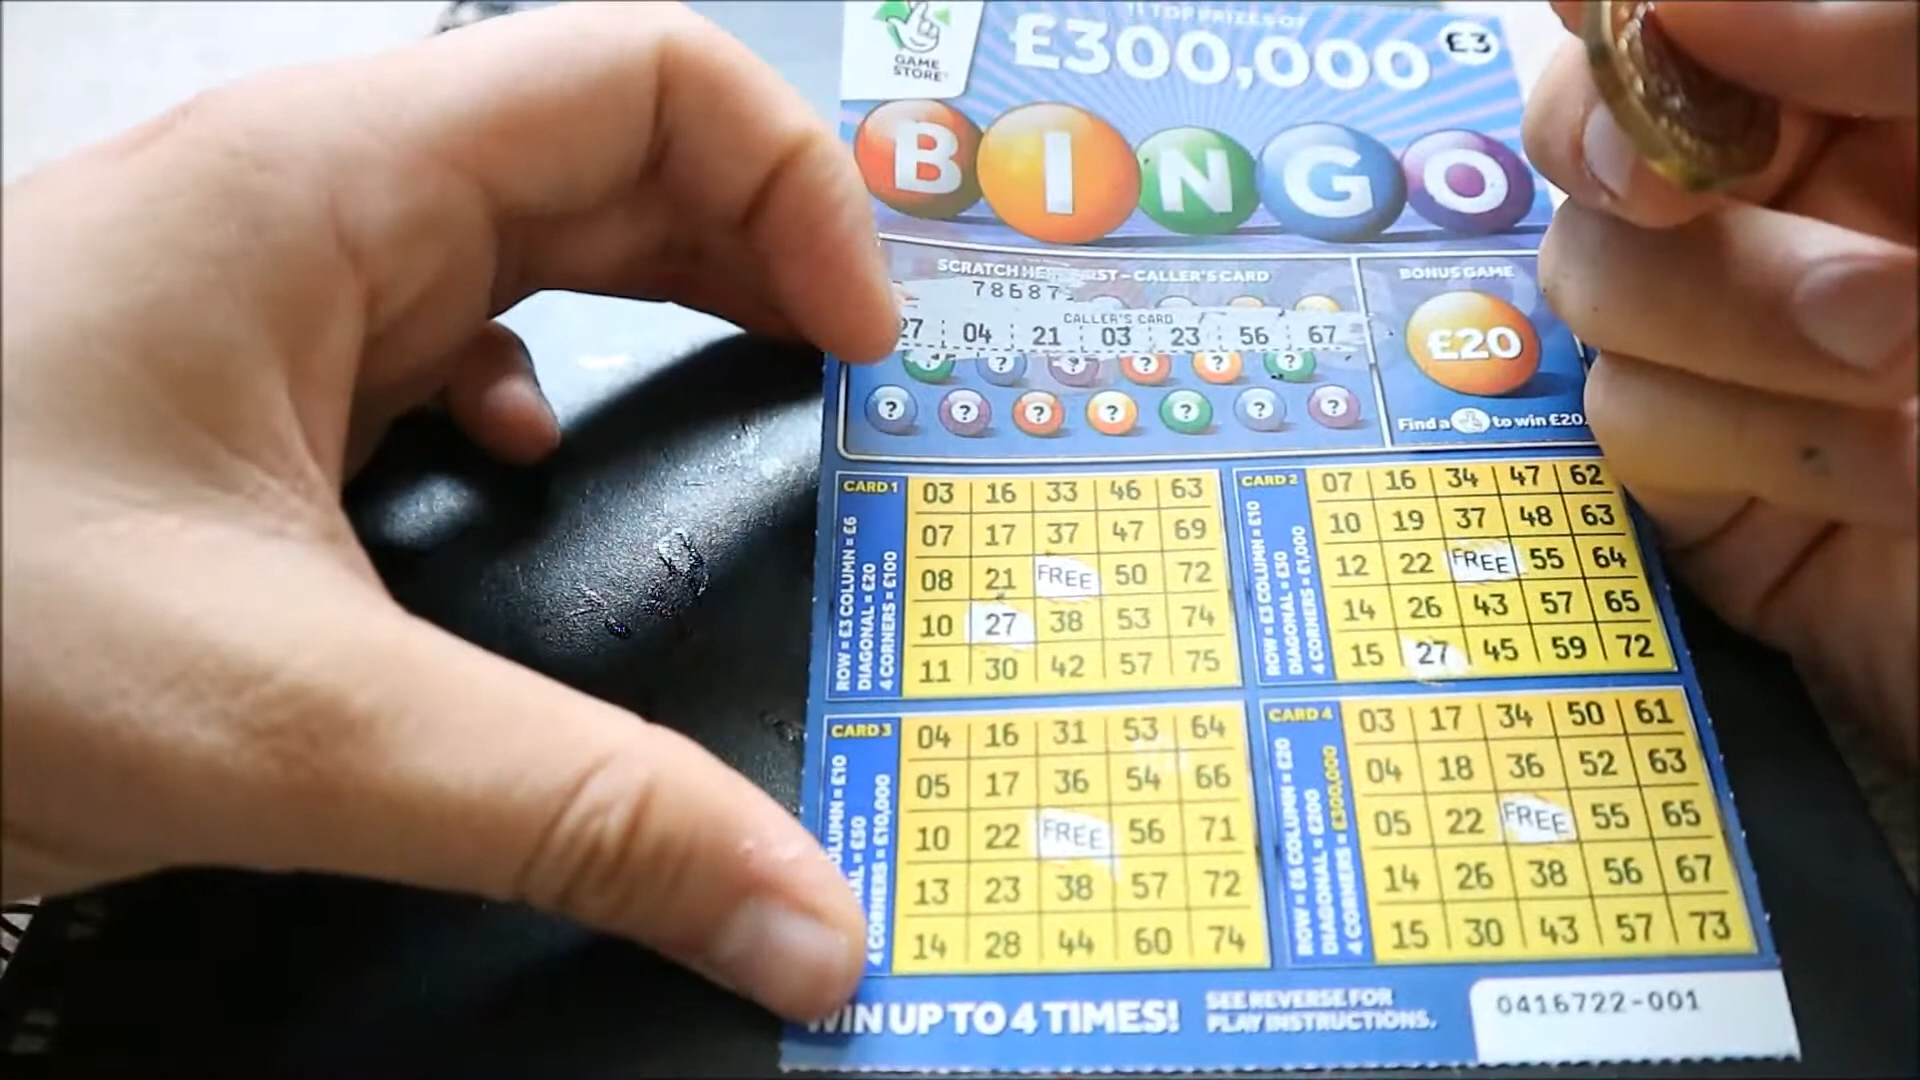 GAME
STORE
11 TOP PRIZES OF
£300,000
£3
BINGO
SCRATCH HERE FIRST - CALLER'S CARD
CALLER'S CARD
27 04 21 03 23 56 67
? ? ? ? ? ?
? ? ? ? ? ? ?
BONUS GAME
£20
Find a to win £20.
CARD 1
ROW = £3 COLUMN = £6
DIAGONAL = £20
4 CORNERS = £100
03 16 33 46 63
07 17 37 47 69
08 21 FREE 50 72
10 27 38 53 74
11 30 42 57 75
CARD 2
ROW = £3 COLUMN = £10
DIAGONAL = £30
4 CORNERS = £1,000
07 16 34 47 62
10 19 37 48 63
12 22 FREE 55 64
14 26 43 57 65
15 27 45 59 72
CARD 3
= £10
= £50
4 CORNERS = £10,000
04 16 31 53 64
05 17 36 54 66
10 22 FREE 56 71
13 23 38 57 72
14 28 44 60 74
CARD 4
ROW = £6 COLUMN = £20
DIAGONAL = £200
4 CORNERS = £300,000
03 17 34 50 61
04 18 36 52 63
05 22 FREE 55 65
14 26 38 56 67
15 30 43 57 73
WIN UP TO 4 TIMES!
SEE REVERSE FOR
PLAY INSTRUCTIONS.
0416722-001